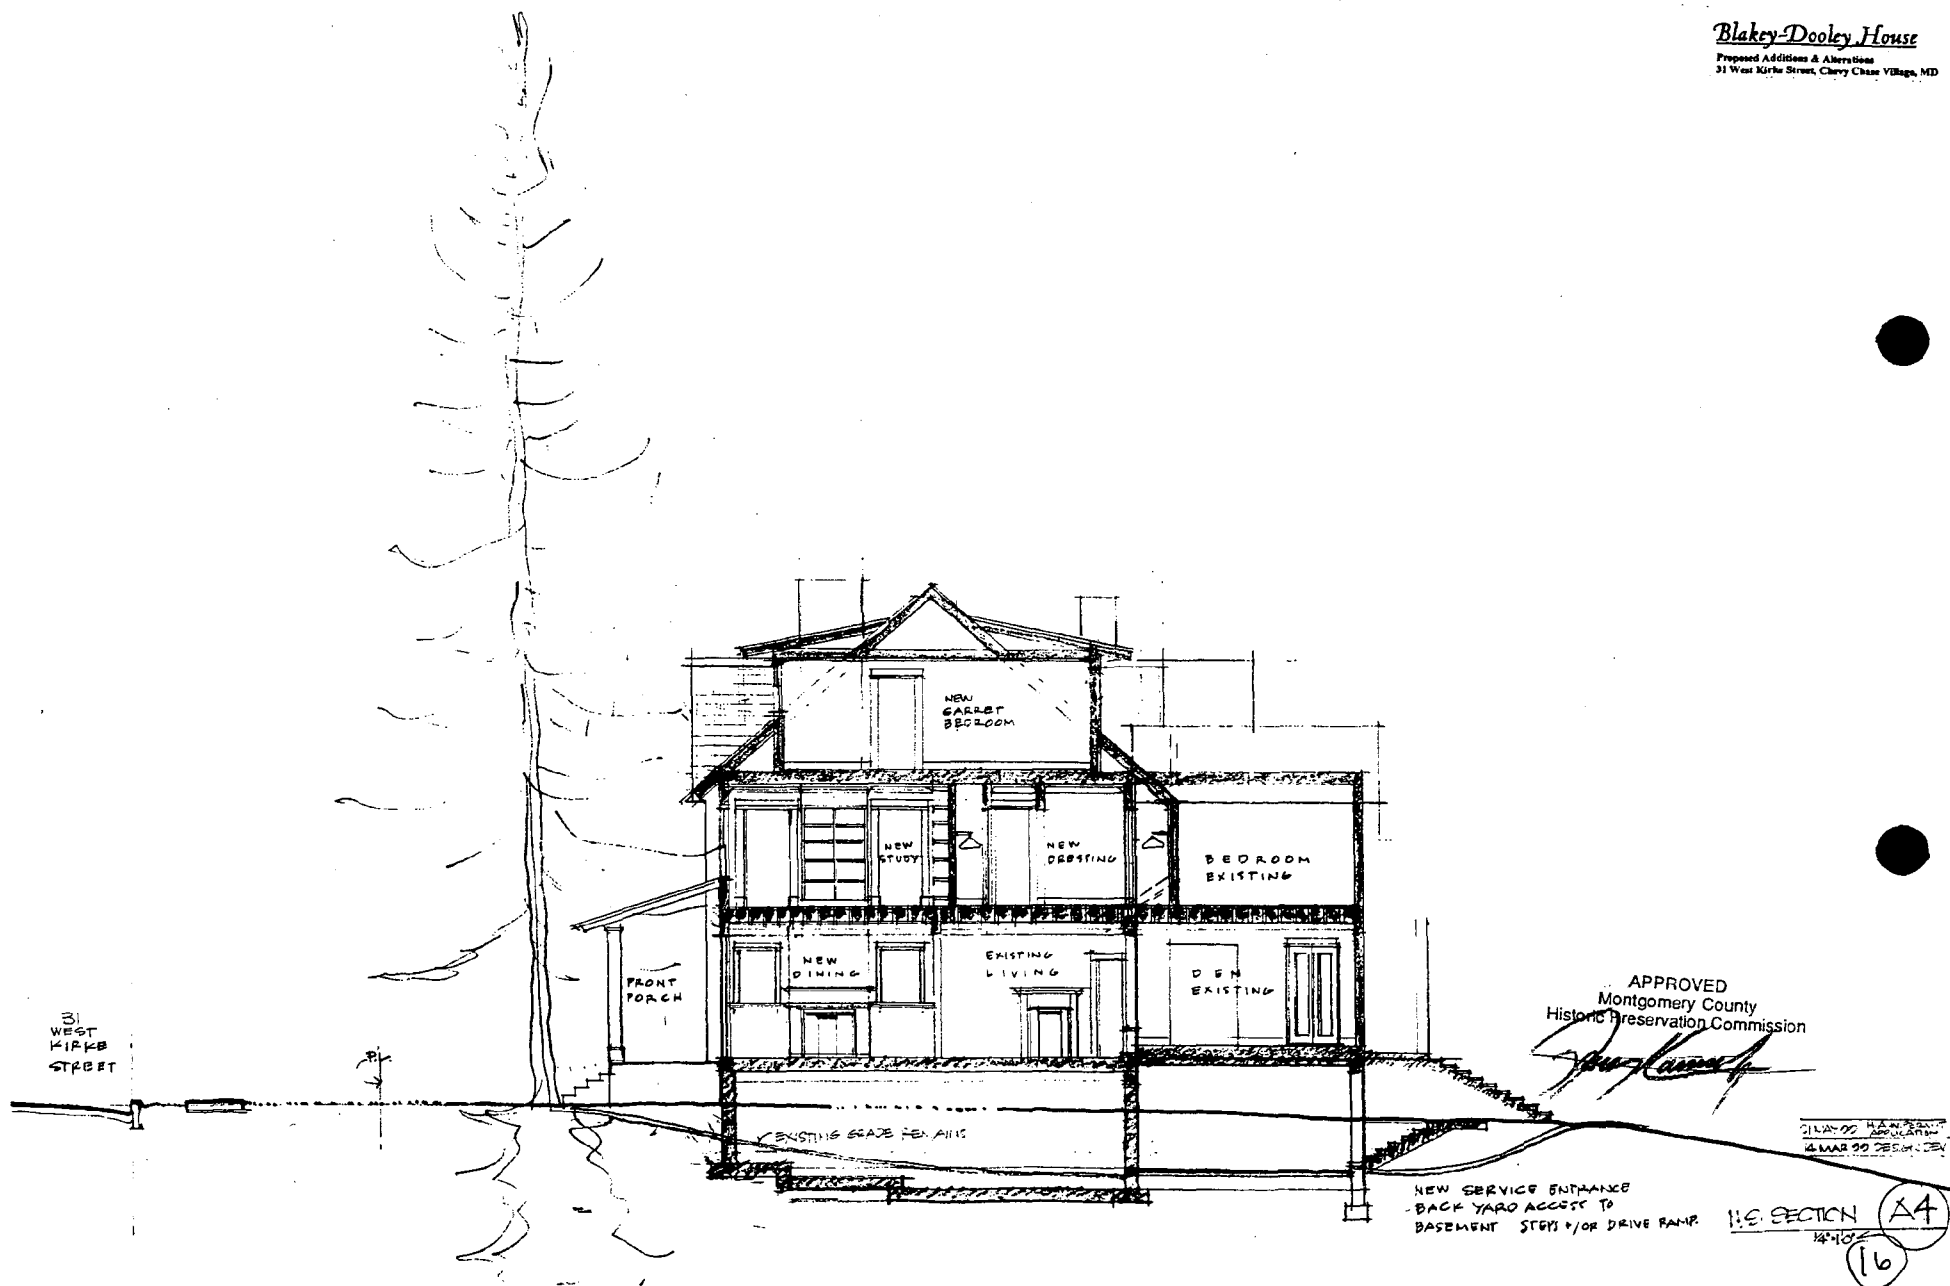 Blakey-Dooley House
Proposed Additions & Alterations
31 West Kirke Street, Chevy Chase Village, MD
NEW
GARRET
BEDROOM
NEW
STUDY
NEW
DRESSING
BEDROOM
EXISTING
NEW
DINING
EXISTING
LIVING
DEN
EXISTING
FRONT
PORCH
31
WEST
KIRKE
STREET
EXISTING GRADE REMAINS
APPROVED
Montgomery County
Historic Preservation Commission
APPLICATION
14 MAR 99 DESIGN DEV
NEW SERVICE ENTRANCE
BACK YARD ACCESS TO
BASEMENT STEPS +/OR DRIVE RAMP.
N.S. SECTION
A4
16